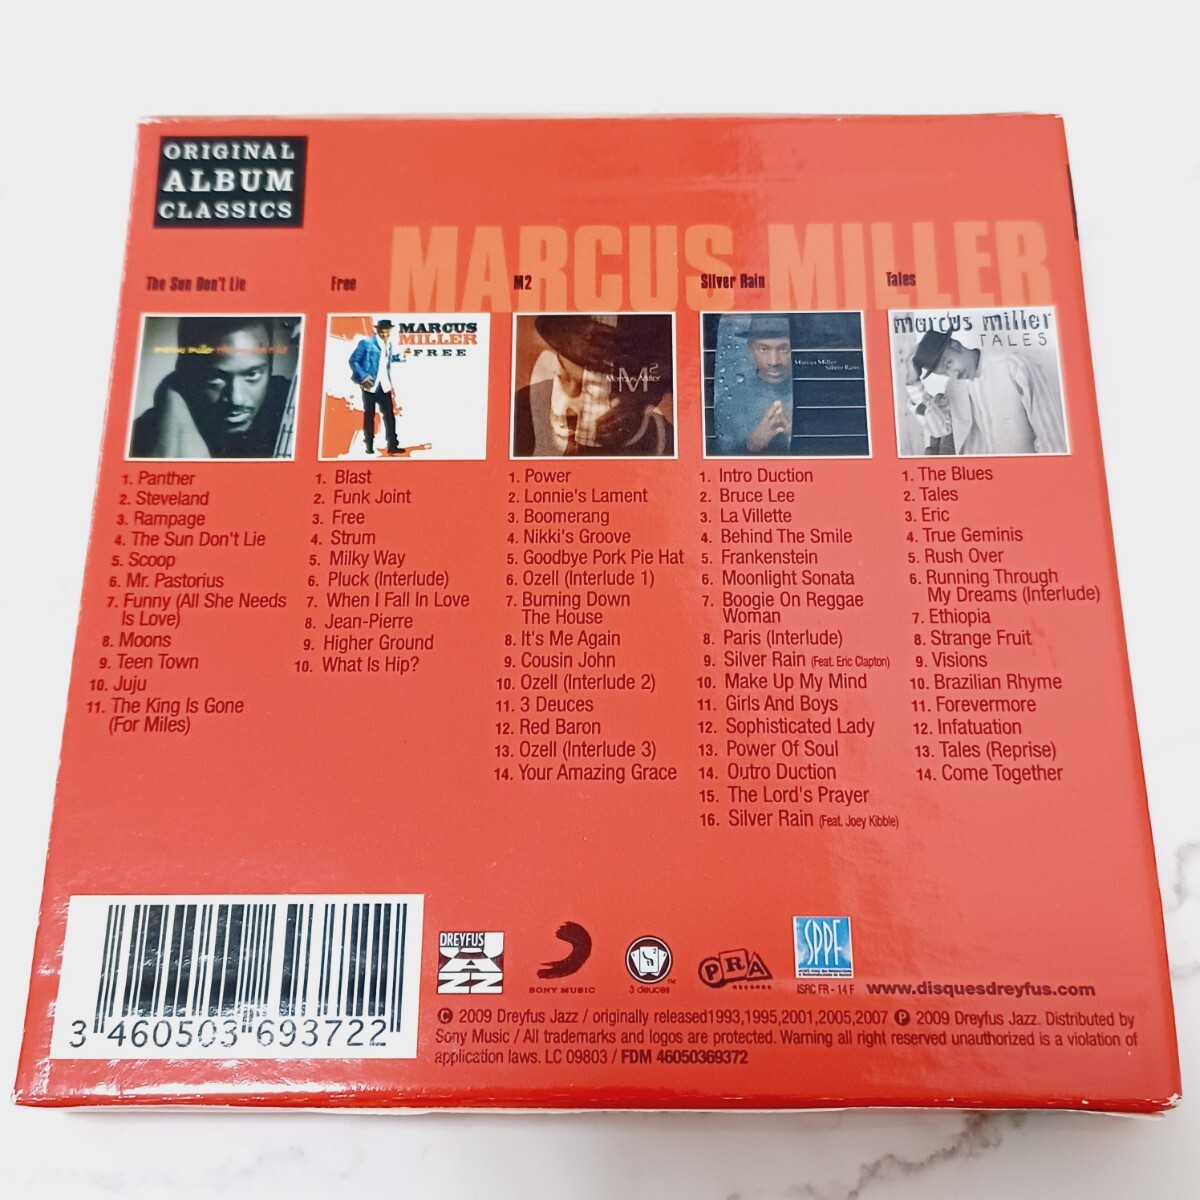 ORIGINAL
ALBUM
CLASSICS
MARCUS MILLER
The Sun Don't Lie
1. Panther
2. Steveland
3. Rampage
4. The Sun Don't Lie
5. Scoop
6. Mr. Pastorius
7. Funny (All She Needs
Is Love)
8. Moons
9. Teen Town
10. Juju
11. The King Is Gone
(For Miles)
Free
MARCUS
MILLER
FREE
1. Blast
2. Funk Joint
3. Free
4. Strum
5. Milky Way
6. Pluck (Interlude)
7. When I Fall In Love
8. Jean-Pierre
9. Higher Ground
10. What Is Hip?
M2
M²
Marcus Miller
1. Power
2. Lonnie's Lament
3. Boomerang
4. Nikki's Groove
5. Goodbye Pork Pie Hat
6. Ozell (Interlude 1)
7. Burning Down
The House
8. It's Me Again
9. Cousin John
10. Ozell (Interlude 2)
11. 3 Deuces
12. Red Baron
13. Ozell (Interlude 3)
14. Your Amazing Grace
Silver Rain
Marcus Miller
Silver Rain
1. Intro Duction
2. Bruce Lee
3. La Villette
4. Behind The Smile
5. Frankenstein
6. Moonlight Sonata
7. Boogie On Reggae
Woman
8. Paris (Interlude)
9. Silver Rain (Feat. Eric Clapton)
10. Make Up My Mind
11. Girls And Boys
12. Sophisticated Lady
13. Power Of Soul
14. Outro Duction
15. The Lord's Prayer
16. Silver Rain (Feat. Joey Kibble)
Tales
marcus miller
TALES
1. The Blues
2. Tales
3. Eric
4. True Geminis
5. Rush Over
6. Running Through
My Dreams (Interlude)
7. Ethiopia
8. Strange Fruit
9. Visions
10. Brazilian Rhyme
11. Forevermore
12. Infatuation
13. Tales (Reprise)
14. Come Together
3 460503 693722
DREYFUS
JAZZ
SONY MUSIC
3 deuces™
PRA
RECORDS
SPPF
ISRC FR - 14 F
www.disquesdreyfus.com
© 2009 Dreyfus Jazz / originally released1993,1995,2001,2005,2007 ℗ 2009 Dreyfus Jazz. Distributed by
Sony Music / All trademarks and logos are protected. Warning all right reserved unauthorized is a violation of
application laws. LC 09803 / FDM 46050369372